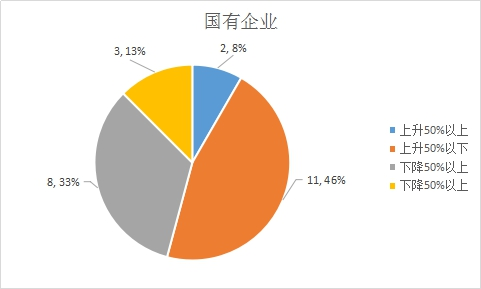 国有企业
3, 13%
2, 8%
8, 33%
11, 46%
上升50%以上
上升50%以下
下降50%以上
下降50%以上